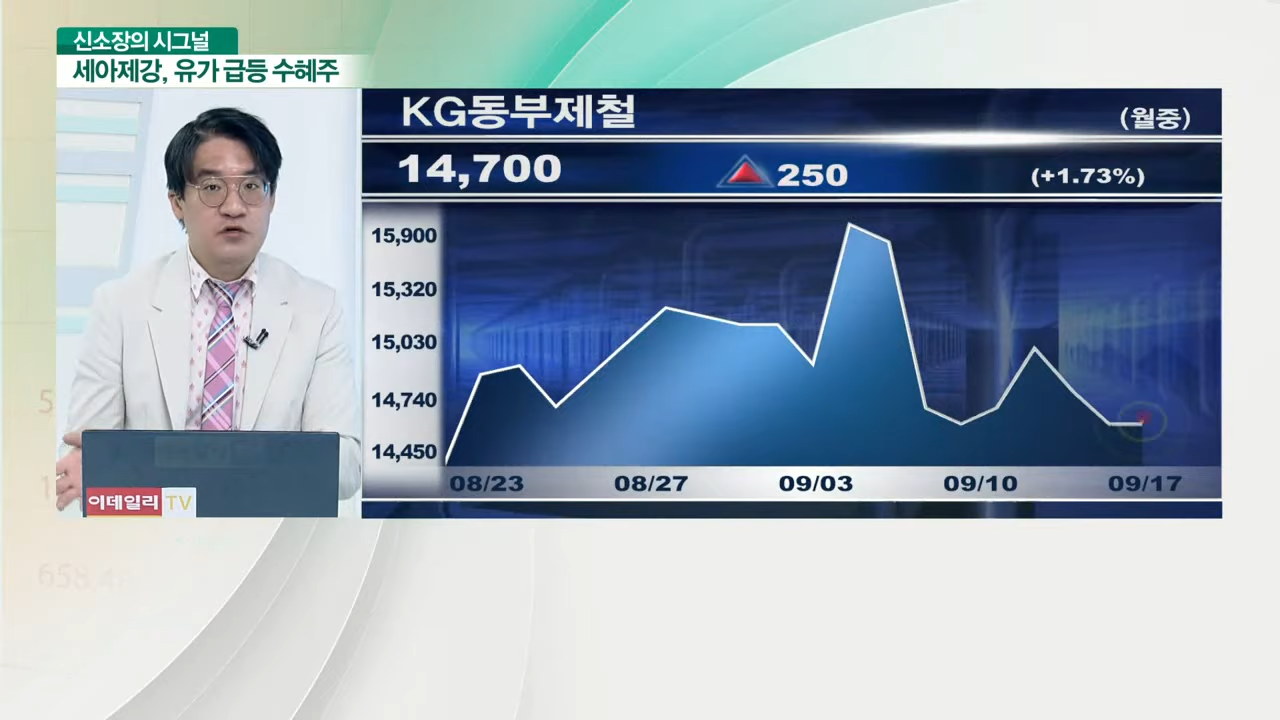 신소장의 시그널
세아제강, 유가 급등 수혜주
KG동부제철
(월중)
14,700
250
(+1.73%)
15,900
15,320
15,030
14,740
14,450
08/23
08/27
09/03
09/10
09/17
이데일리 TV